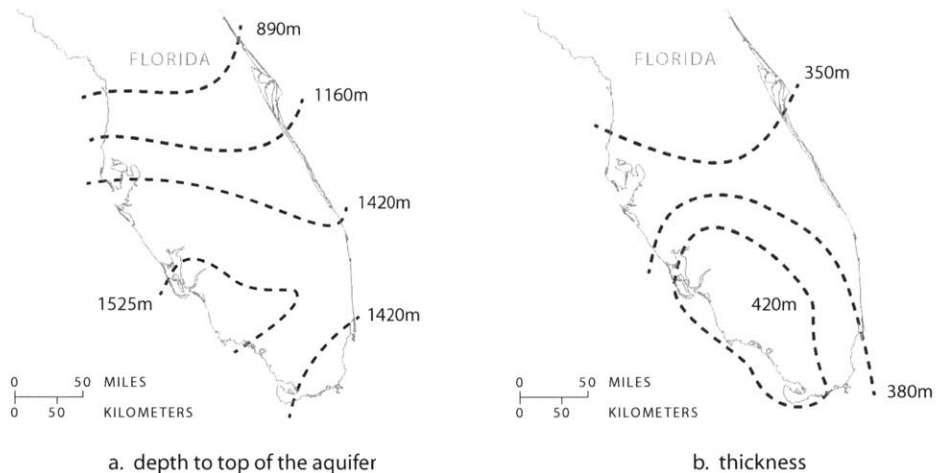 FLORIDA
890m
1160m
1420m
1525m
1420m
0 50 MILES
0 50 KILOMETERS
a. depth to top of the aquifer
FLORIDA
350m
420m
380m
0 50 MILES
0 50 KILOMETERS
b. thickness